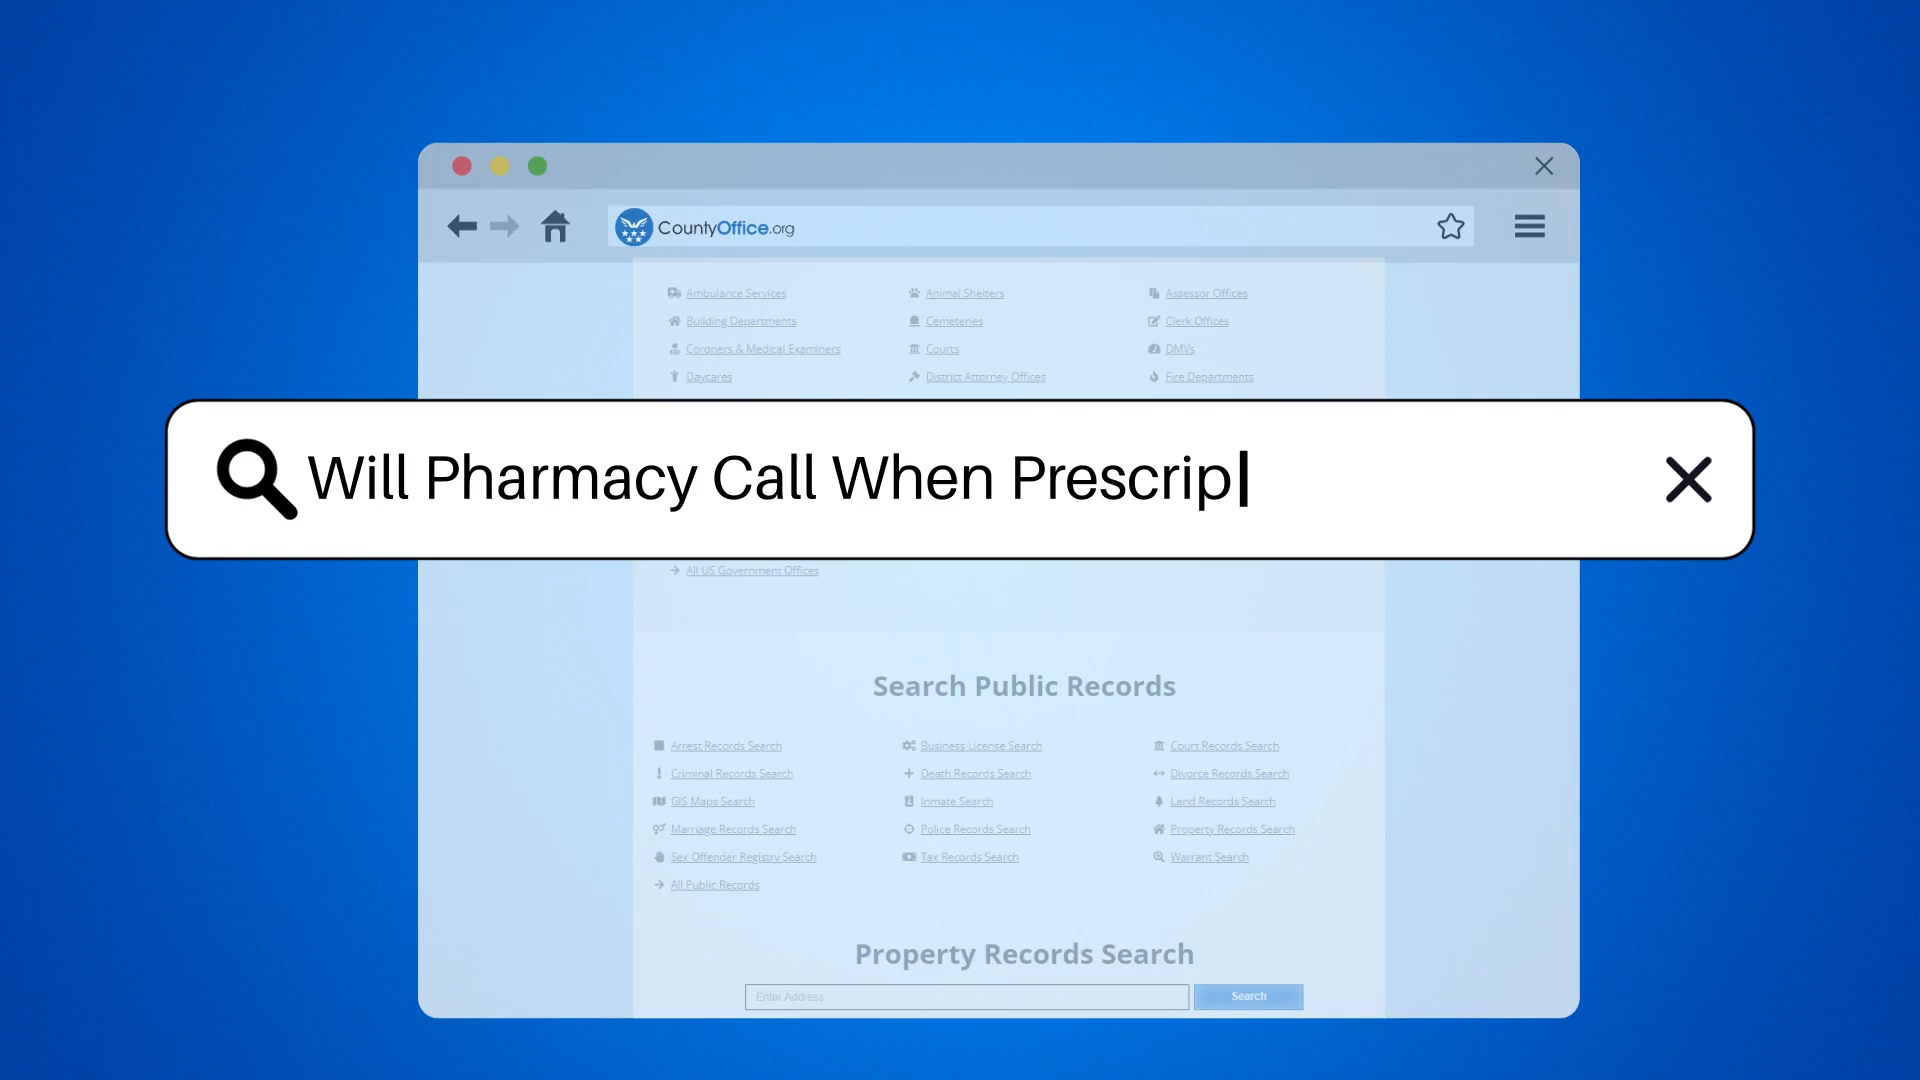 CountyOffice.org
Ambulance Services Animal Shelters Assessor Offices
Building Departments Cemeteries Clerk Offices
Coroners & Medical Examiners Courts DMVs
Daycares District Attorney Offices Fire Departments
Will Pharmacy Call When Prescrip
All US Government Offices
Search Public Records
Arrest Records Search Business License Search Court Records Search
Criminal Records Search Death Records Search Divorce Records Search
GIS Maps Search Inmate Search Land Records Search
Marriage Records Search Police Records Search Property Records Search
Sex Offender Registry Search Tax Records Search Warrant Search
All Public Records
Property Records Search
Enter Address Search